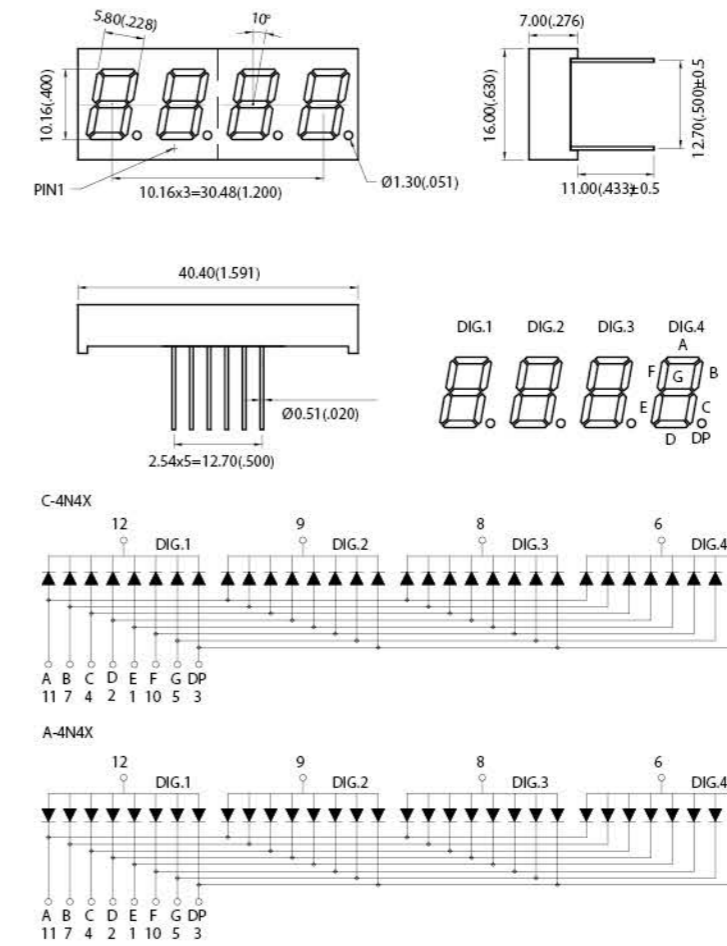 5.80(.228)
10°
7.00(.276)
10.16(.400)
16.00(.630)
12.70(.500)±0.5
PIN1
10.16x3=30.48(1.200)
Ø1.30(.051)
11.00(.433)±0.5
40.40(1.591)
Ø0.51(.020)
2.54x5=12.70(.500)
DIG.1 DIG.2 DIG.3 DIG.4
A
F G B
E C
D DP
C-4N4X
12 9 8 6
DIG.1 DIG.2 DIG.3 DIG.4
A B C D E F G DP
11 7 4 2 1 10 5 3
A-4N4X
12 9 8 6
DIG.1 DIG.2 DIG.3 DIG.4
A B C D E F G DP
11 7 4 2 1 10 5 3